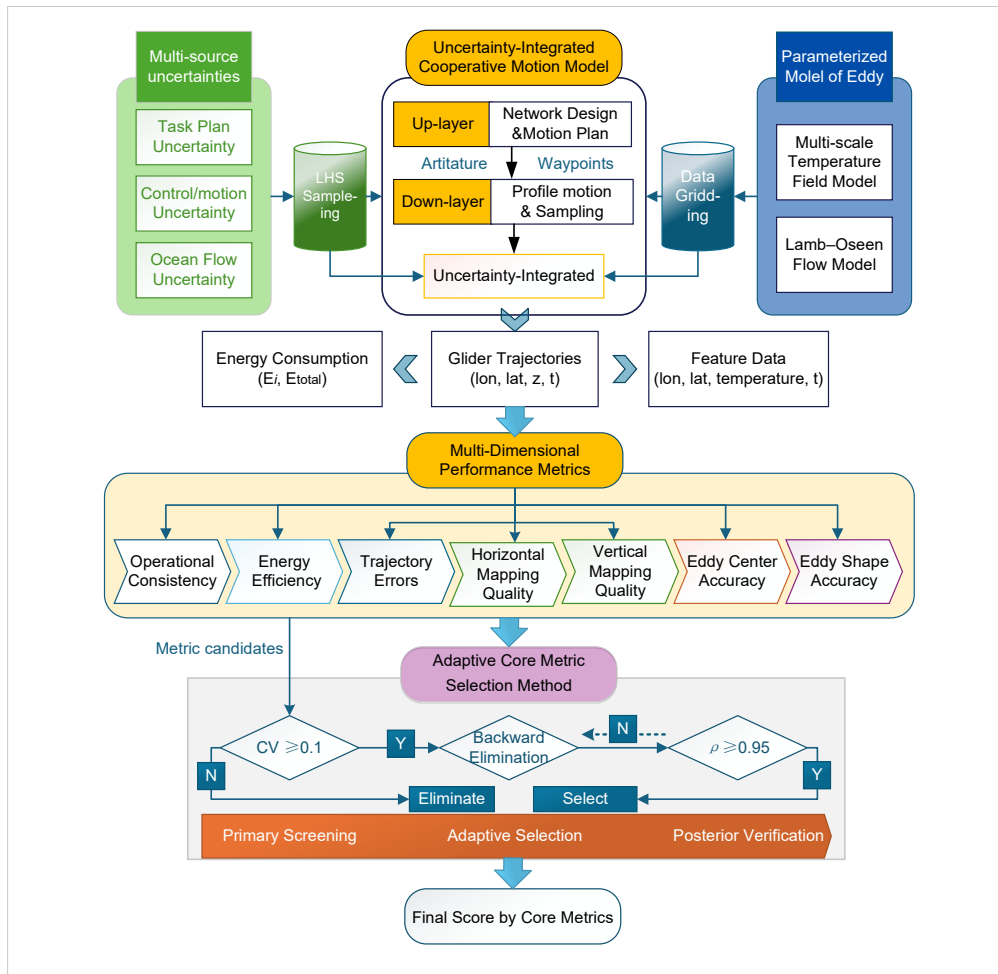 Multi-source
uncertainties
Task Plan
Uncertainty
Control/motion
Uncertainty
Ocean Flow
Uncertainty
LHS
Sample-
ing
Uncertainty-Integrated
Cooperative Motion Model
Up-layer
Network Design
&Motion Plan
Artitature
Waypoints
Down-layer
Profile motion
& Sampling
Uncertainty-Integrated
Data
Gridd-
ing
Parameterized
Molel of Eddy
Multi-scale
Temperature
Field Model
Lamb–Oseen
Flow Model
Energy Consumption
(Ei, Etotal)
Glider Trajectories
(lon, lat, z, t)
Feature Data
(lon, lat, temperature, t)
Multi-Dimensional
Performance Metrics
Operational
Consistency
Energy
Efficiency
Trajectory
Errors
Horizontal
Mapping
Quality
Vertical
Mapping
Quality
Eddy Center
Accuracy
Eddy Shape
Accuracy
Metric candidates
Adaptive Core Metric
Selection Method
CV ≥0.1
Y
Backward
Elimination
N
ρ≥0.95
N
Y
Eliminate
Select
Primary Screening
Adaptive Selection
Posterior Verification
Final Score by Core Metrics